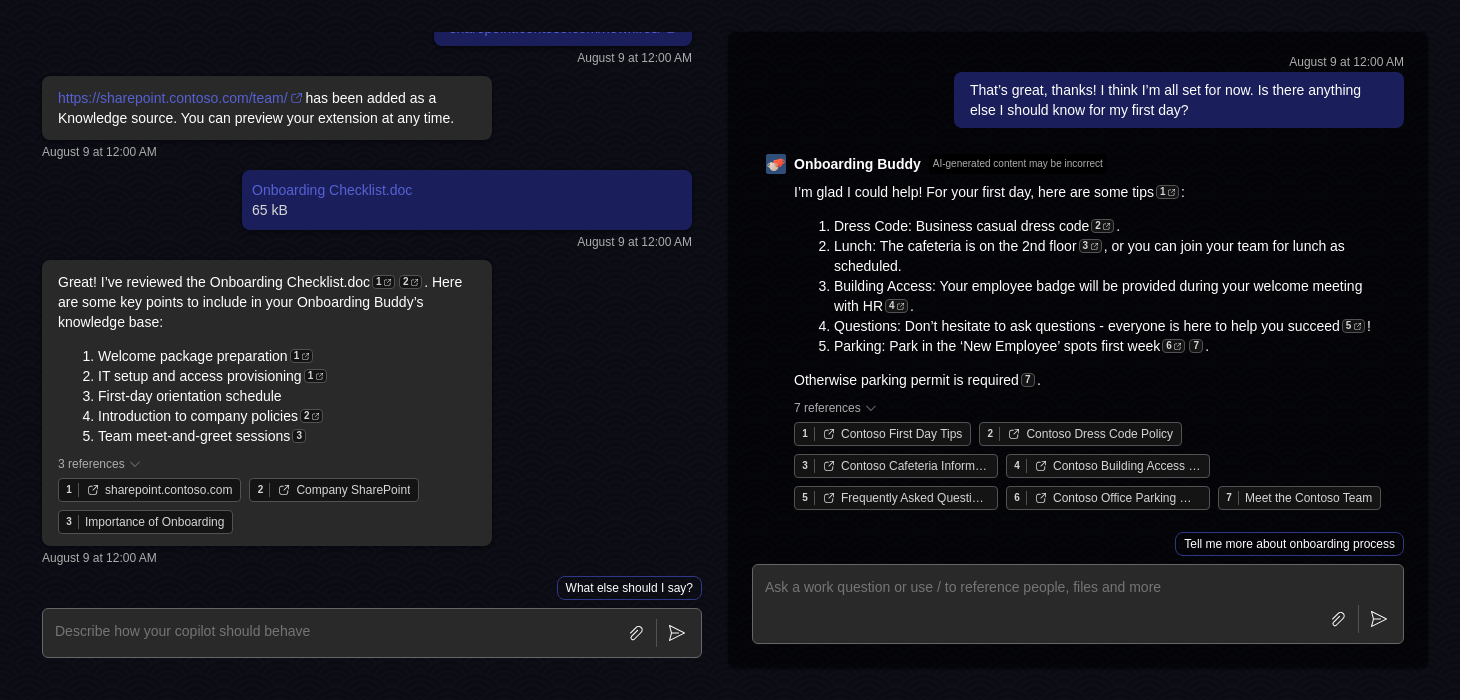 August 9 at 12:00 AM
https://sharepoint.contoso.com/team/ has been added as a
Knowledge source. You can preview your extension at any time.
August 9 at 12:00 AM
Onboarding Checklist.doc
65 kB
August 9 at 12:00 AM
Great! I've reviewed the Onboarding Checklist.doc 1 2 . Here
are some key points to include in your Onboarding Buddy's
knowledge base:
1. Welcome package preparation 1
2. IT setup and access provisioning 1
3. First-day orientation schedule
4. Introduction to company policies 2
5. Team meet-and-greet sessions 3
3 references
1 sharepoint.contoso.com 2 Company SharePoint
3 Importance of Onboarding
August 9 at 12:00 AM
What else should I say?
Describe how your copilot should behave
August 9 at 12:00 AM
That's great, thanks! I think I'm all set for now. Is there anything
else I should know for my first day?
Onboarding Buddy AI-generated content may be incorrect
I'm glad I could help! For your first day, here are some tips 1 :
1. Dress Code: Business casual dress code 2 .
2. Lunch: The cafeteria is on the 2nd floor 3 , or you can join your team for lunch as
scheduled.
3. Building Access: Your employee badge will be provided during your welcome meeting
with HR 4 .
4. Questions: Don't hesitate to ask questions - everyone is here to help you succeed 5 !
5. Parking: Park in the ‘New Employee’ spots first week 6 7 .
Otherwise parking permit is required 7 .
7 references
1 Contoso First Day Tips 2 Contoso Dress Code Policy
3 Contoso Cafeteria Inform… 4 Contoso Building Access …
5 Frequently Asked Questi… 6 Contoso Office Parking … 7 Meet the Contoso Team
Tell me more about onboarding process
Ask a work question or use / to reference people, files and more